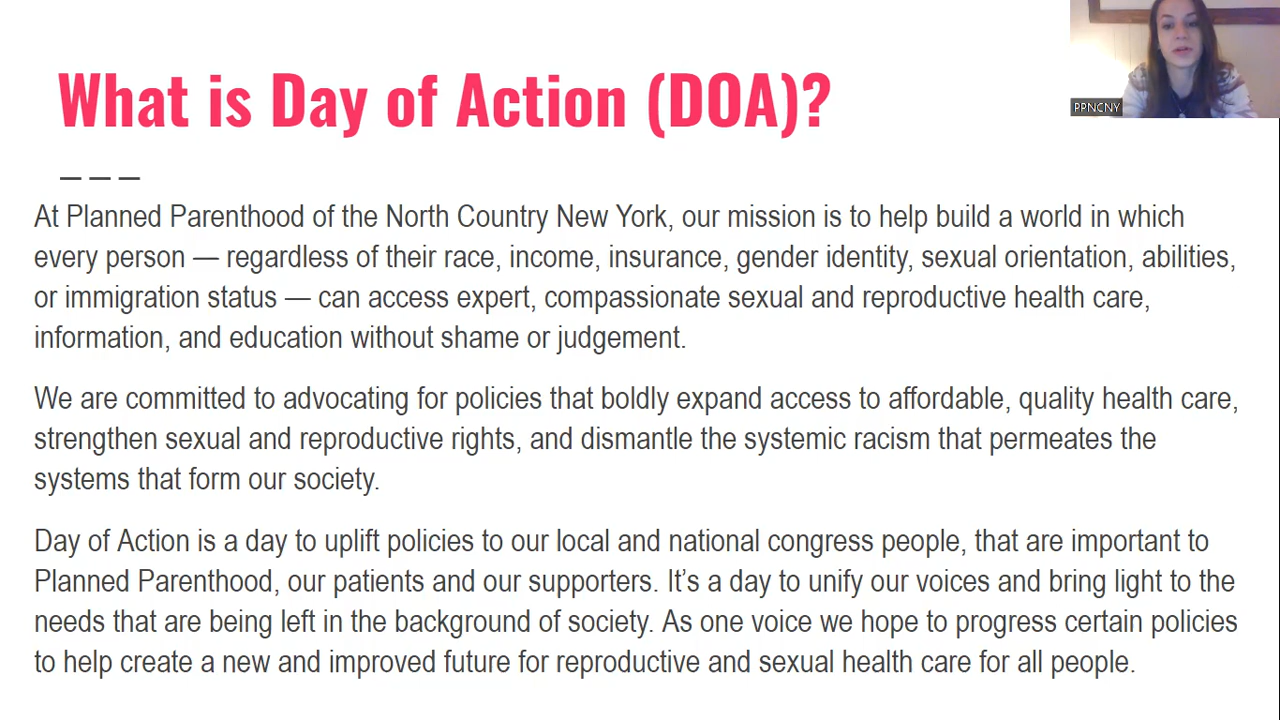 What is Day of Action (DOA)?
PPNCNY
At Planned Parenthood of the North Country New York, our mission is to help build a world in which
every person — regardless of their race, income, insurance, gender identity, sexual orientation, abilities,
or immigration status — can access expert, compassionate sexual and reproductive health care,
information, and education without shame or judgement.
We are committed to advocating for policies that boldly expand access to affordable, quality health care,
strengthen sexual and reproductive rights, and dismantle the systemic racism that permeates the
systems that form our society.
Day of Action is a day to uplift policies to our local and national congress people, that are important to
Planned Parenthood, our patients and our supporters. It’s a day to unify our voices and bring light to the
needs that are being left in the background of society. As one voice we hope to progress certain policies
to help create a new and improved future for reproductive and sexual health care for all people.